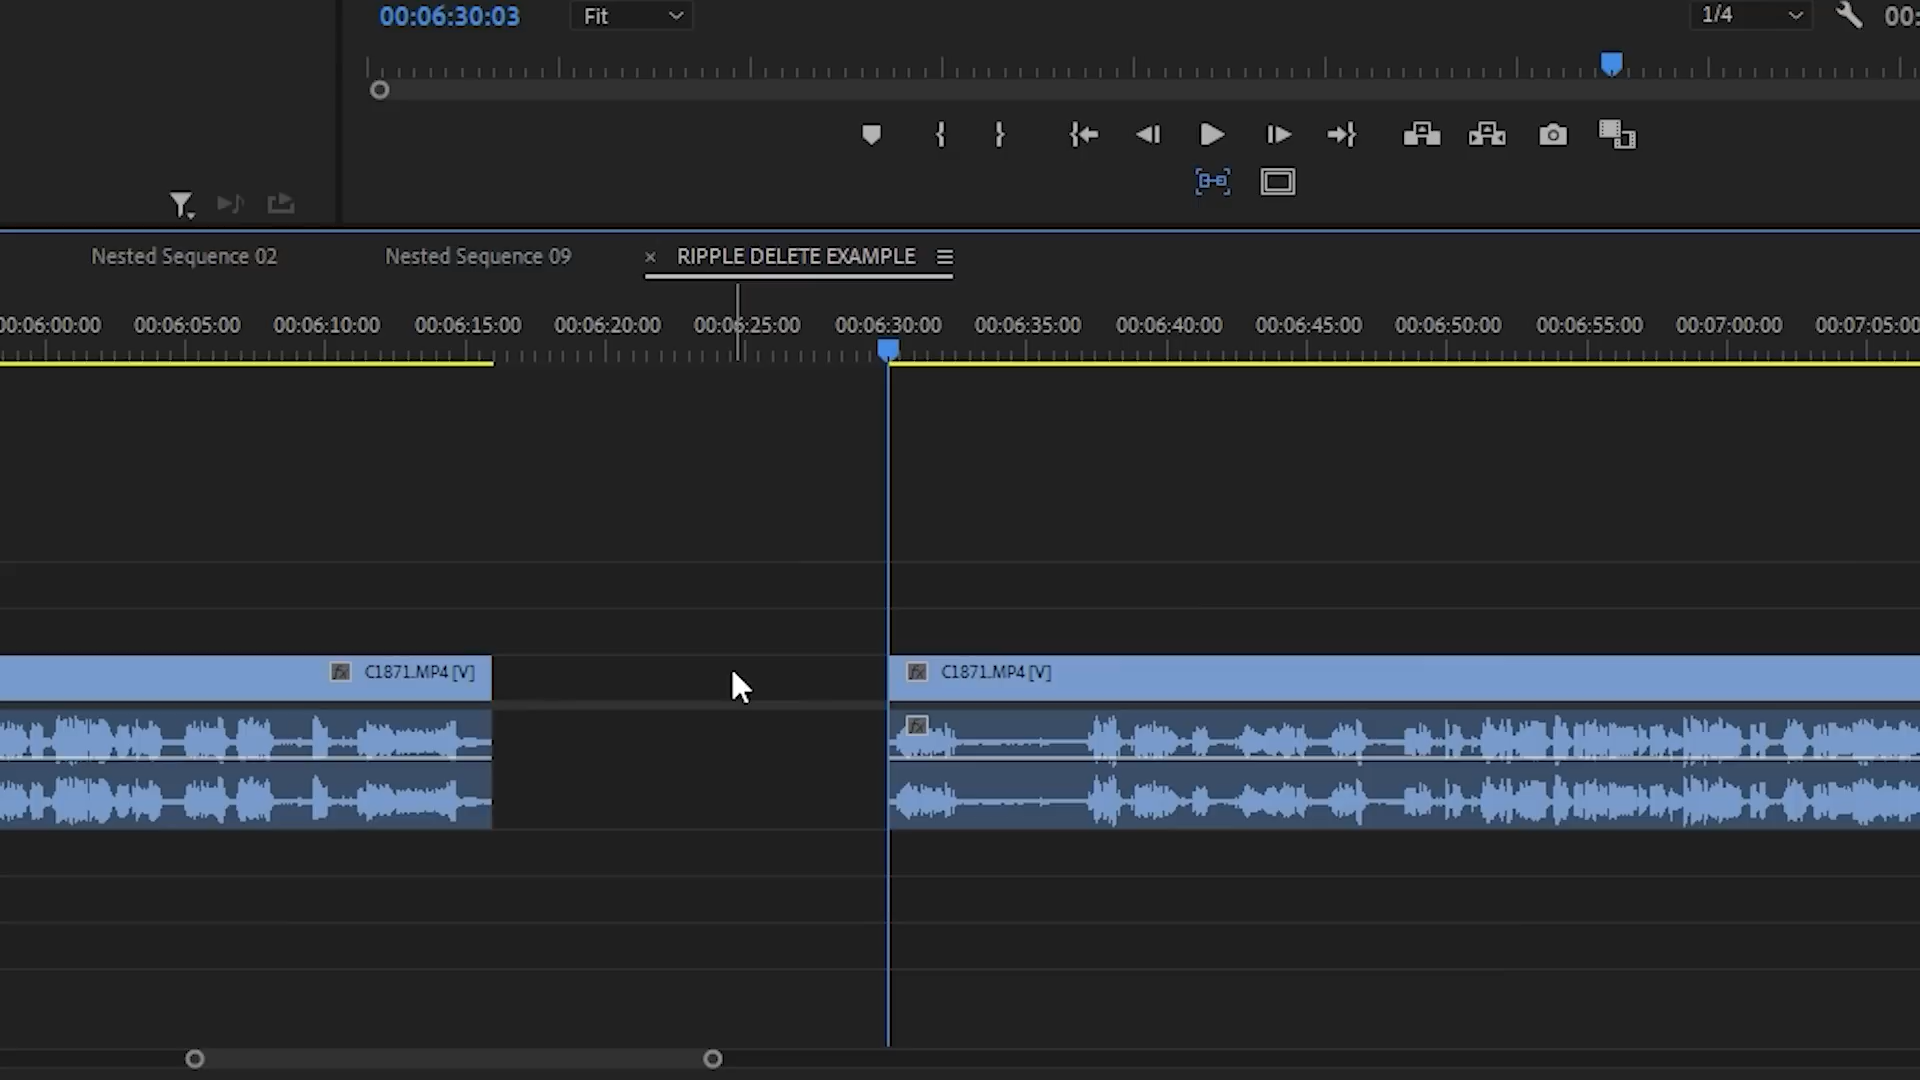 00:06:30:03 Fit 1/4 00:
Nested Sequence 02 Nested Sequence 09 × RIPPLE DELETE EXAMPLE
00:06:00:00 00:06:05:00 00:06:10:00 00:06:15:00 00:06:20:00 00:06:25:00 00:06:30:00 00:06:35:00 00:06:40:00 00:06:45:00 00:06:50:00 00:06:55:00 00:07:00:00 00:07:05:00
fx C1871.MP4 [V] fx C1871.MP4 [V]
fx